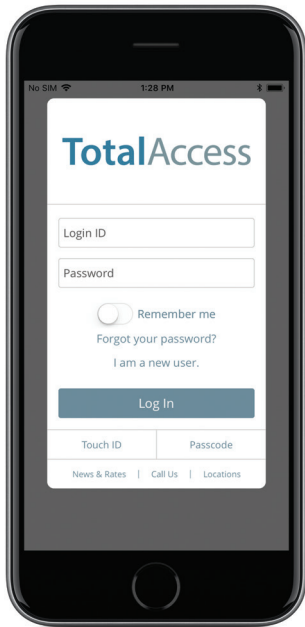 No SIM 1:28 PM
TotalAccess
Login ID
Password
Remember me
Forgot your password?
I am a new user.
Log In
Touch ID Passcode
News & Rates | Call Us | Locations